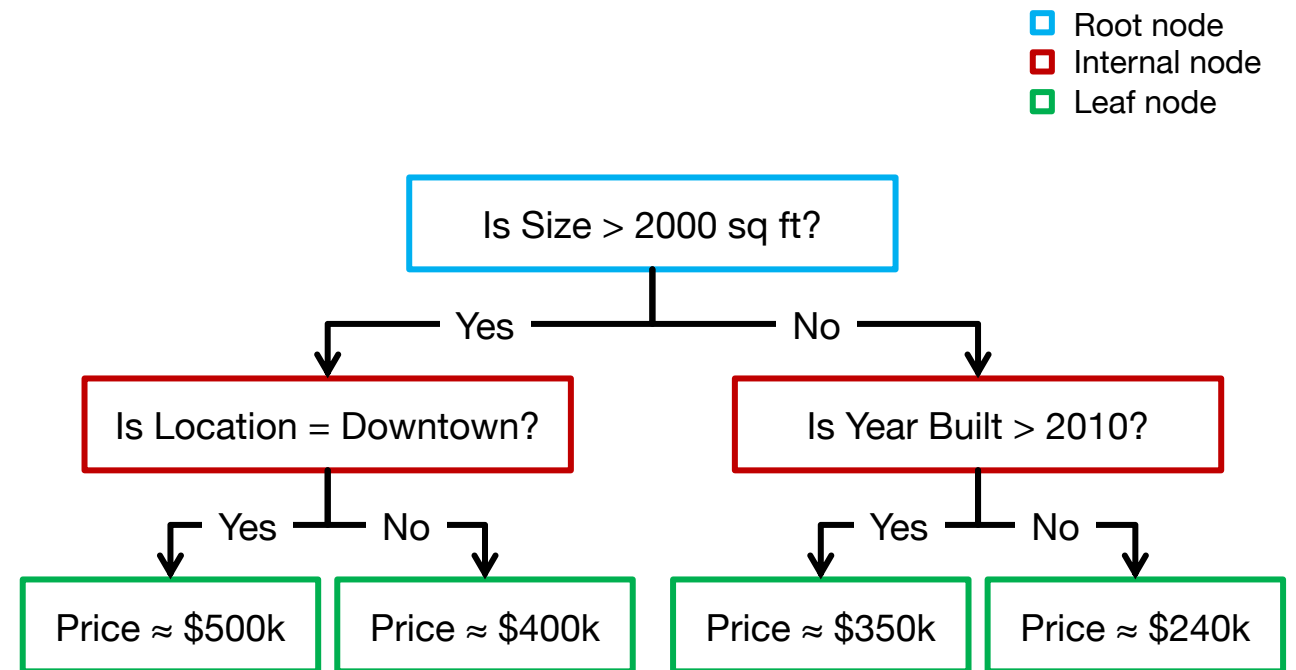 Root node
Internal node
Leaf node
Is Size > 2000 sq ft?
Yes
No
Is Location = Downtown?
Is Year Built > 2010?
Yes
No
Yes
No
Price ≈ $500k
Price ≈ $400k
Price ≈ $350k
Price ≈ $240k